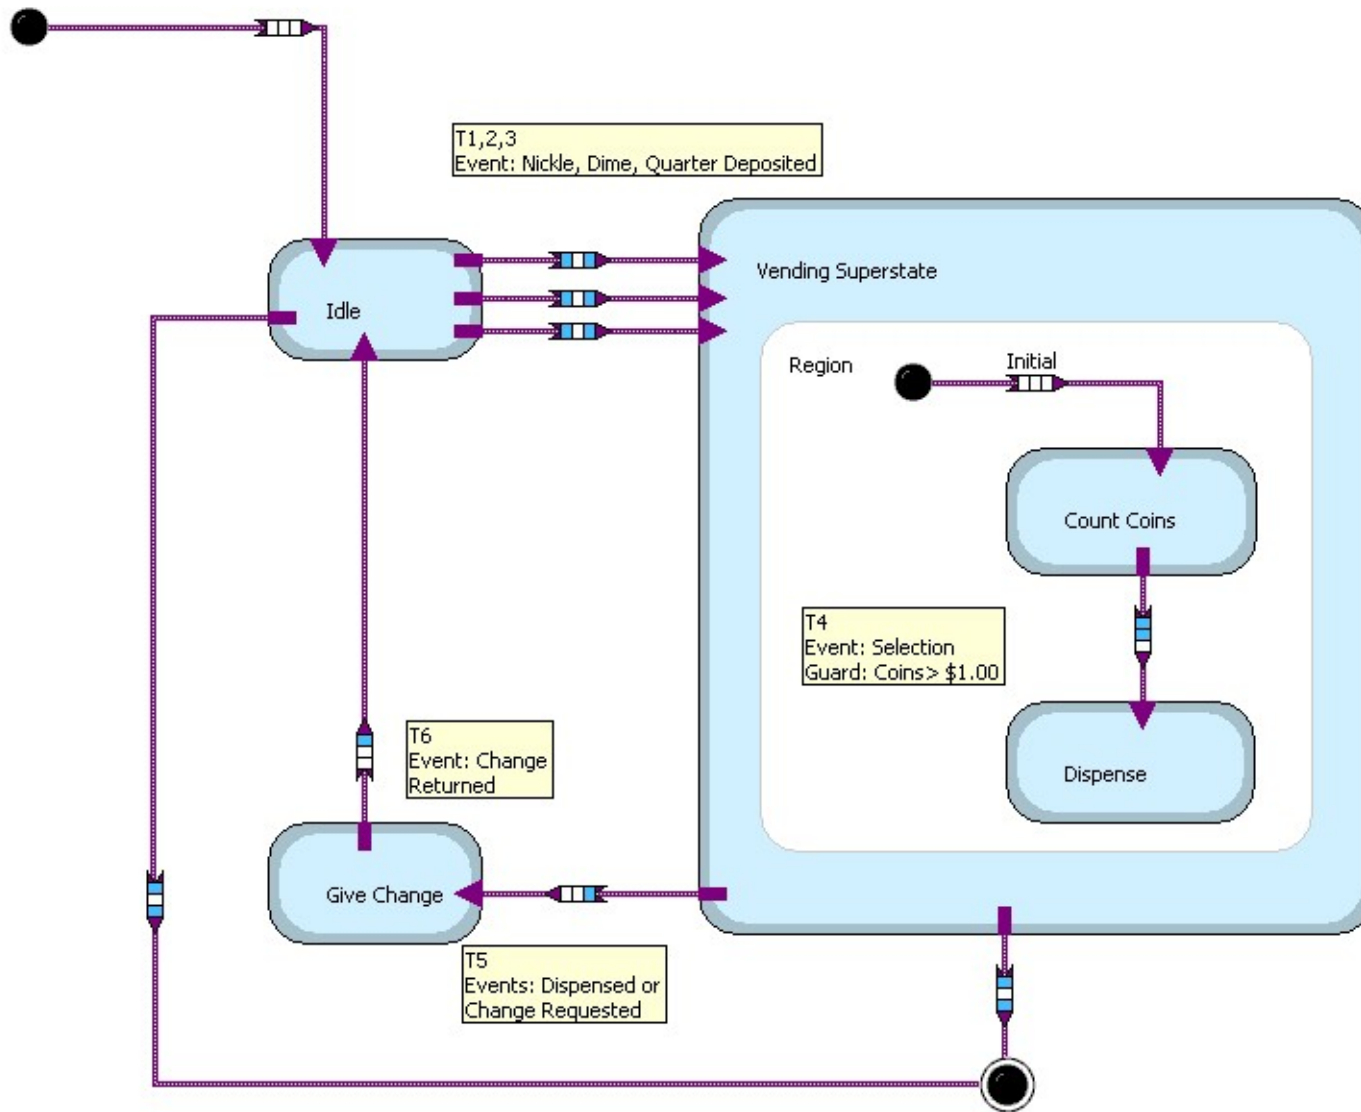 T1,2,3
Event: Nickle, Dime, Quarter Deposited
Vending Superstate
Idle
Region
Initial
Count Coins
T4
Event: Selection
Guard: Coins> $1.00
T6
Event: Change
Returned
Dispense
Give Change
T5
Events: Dispensed or
Change Requested